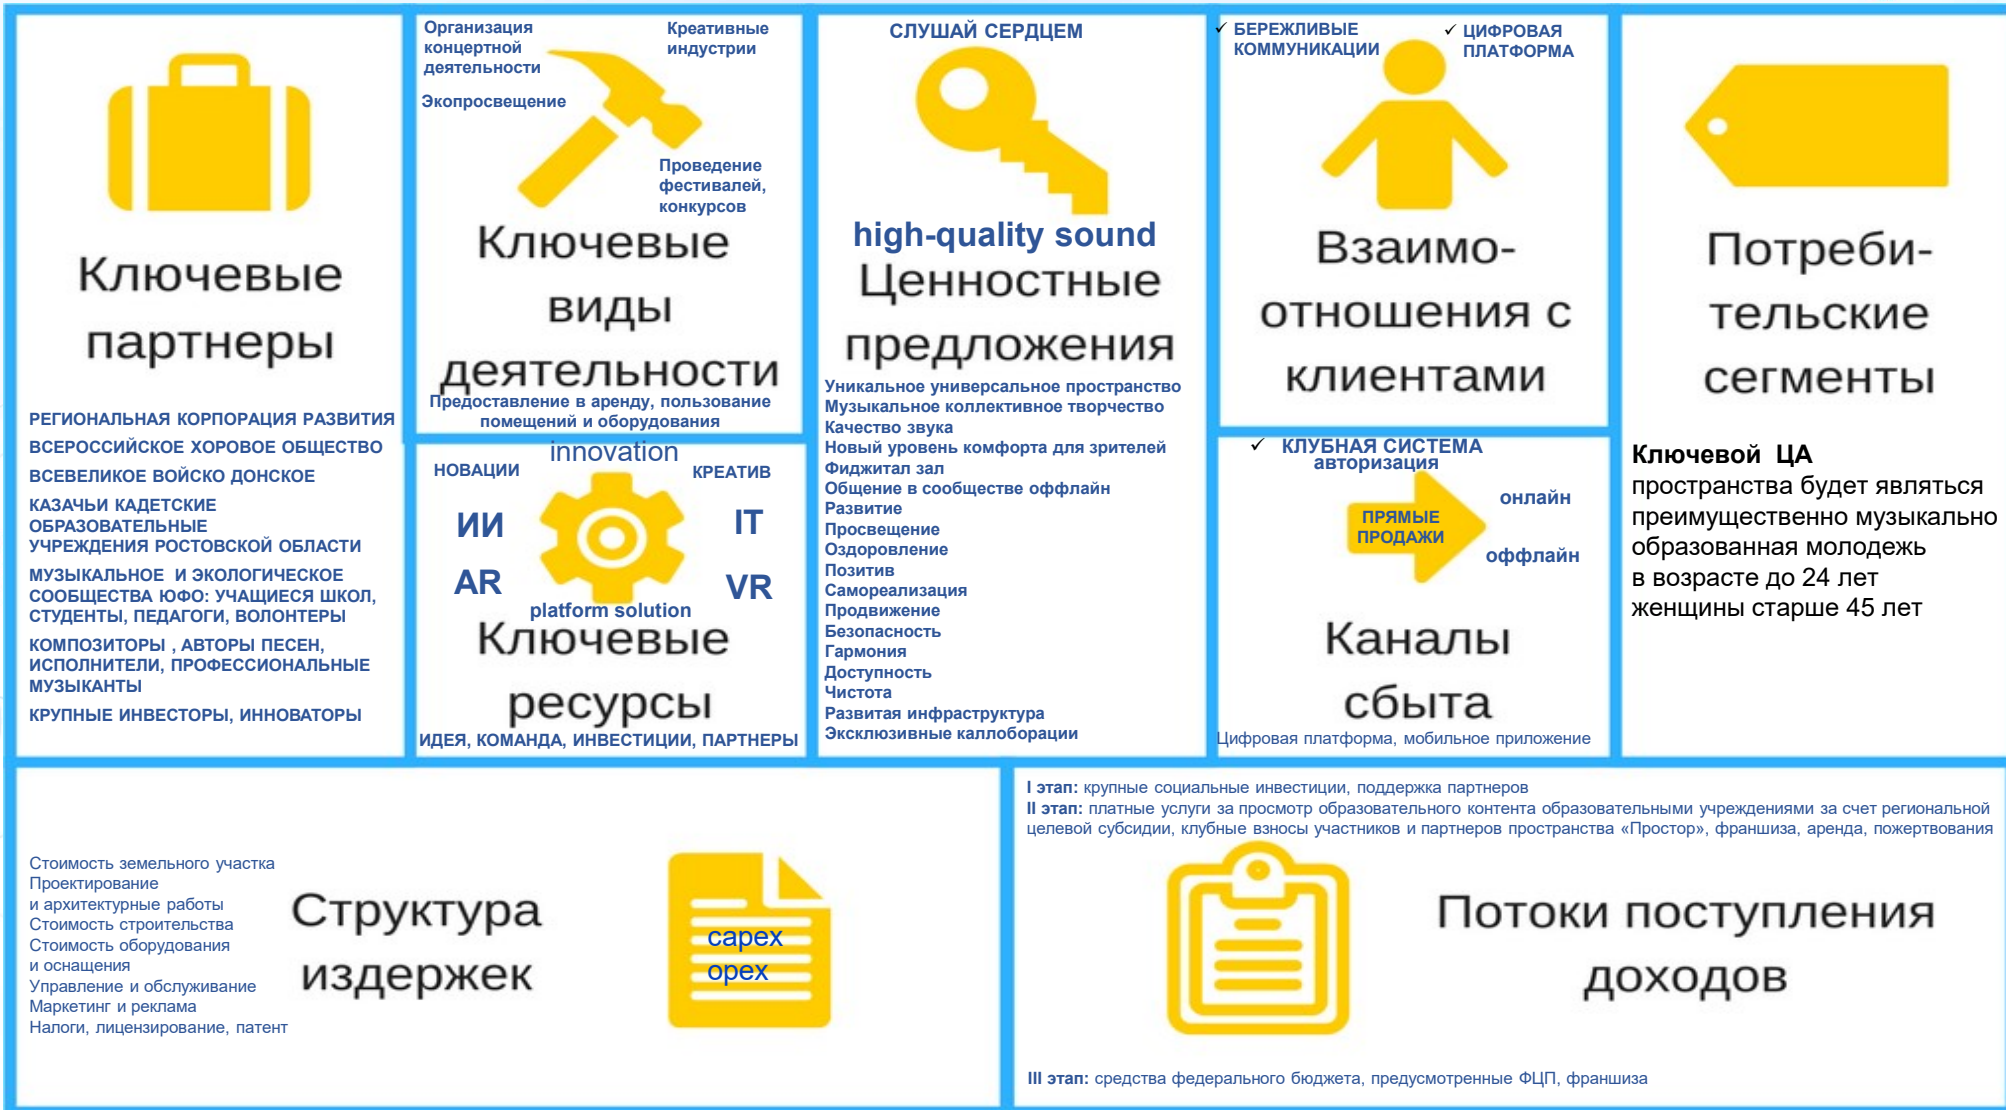 Ключевые
партнеры
РЕГИОНАЛЬНАЯ КОРПОРАЦИЯ РАЗВИТИЯ
ВСЕРОССИЙСКОЕ ХОРОВОЕ ОБЩЕСТВО
ВСЕВЕЛИКОЕ ВОЙСКО ДОНСКОЕ
КАЗАЧЬИ КАДЕТСКИЕ
ОБРАЗОВАТЕЛЬНЫЕ
УЧРЕЖДЕНИЯ РОСТОВСКОЙ ОБЛАСТИ
МУЗЫКАЛЬНОЕ И ЭКОЛОГИЧЕСКОЕ
СООБЩЕСТВА ЮФО: УЧАЩИЕСЯ ШКОЛ,
СТУДЕНТЫ, ПЕДАГОГИ, ВОЛОНТЕРЫ
КОМПОЗИТОРЫ , АВТОРЫ ПЕСЕН,
ИСПОЛНИТЕЛИ, ПРОФЕССИОНАЛЬНЫЕ
МУЗЫКАНТЫ
КРУПНЫЕ ИНВЕСТОРЫ, ИННОВАТОРЫ
Организация
концертной
деятельности
Креативные
индустрии
Экопросвещение
Проведение
фестивалей,
конкурсов
Ключевые
виды
деятельности
Предоставление в аренду, пользование
помещений и оборудования
innovation
НОВАЦИИ
КРЕАТИВ
ИИ
IT
AR
VR
platform solution
Ключевые
ресурсы
ИДЕЯ, КОМАНДА, ИНВЕСТИЦИИ, ПАРТНЕРЫ
СЛУШАЙ СЕРДЦЕМ
high-quality sound
Ценностные
предложения
Уникальное универсальное пространство
Музыкальное коллективное творчество
Качество звука
Новый уровень комфорта для зрителей
Фиджитал зал
Общение в сообществе оффлайн
Развитие
Просвещение
Оздоровление
Позитив
Самореализация
Продвижение
Безопасность
Гармония
Доступность
Чистота
Развитая инфраструктура
Эксклюзивные каллоборации
✓ БЕРЕЖЛИВЫЕ
КОММУНИКАЦИИ
✓ ЦИФРОВАЯ
ПЛАТФОРМА
Взаимо-
отношения с
клиентами
✓ КЛУБНАЯ СИСТЕМА
авторизация
онлайн
ПРЯМЫЕ
ПРОДАЖИ
оффлайн
Каналы
сбыта
Цифровая платформа, мобильное приложение
Потреби-
тельские
сегменты
Ключевой ЦА
пространства будет являться
преимущественно музыкально
образованная молодежь
в возрасте до 24 лет
женщины старше 45 лет
Стоимость земельного участка
Проектирование
и архитектурные работы
Стоимость строительства
Стоимость оборудования
и оснащения
Управление и обслуживание
Маркетинг и реклама
Налоги, лицензирование, патент
Структура
издержек
capex
opex
I этап: крупные социальные инвестиции, поддержка партнеров
II этап: платные услуги за просмотр образовательного контента образовательными учреждениями за счет региональной
целевой субсидии, клубные взносы участников и партнеров пространства «Простор», франшиза, аренда, пожертвования
Потоки поступления
доходов
III этап: средства федерального бюджета, предусмотренные ФЦП, франшиза